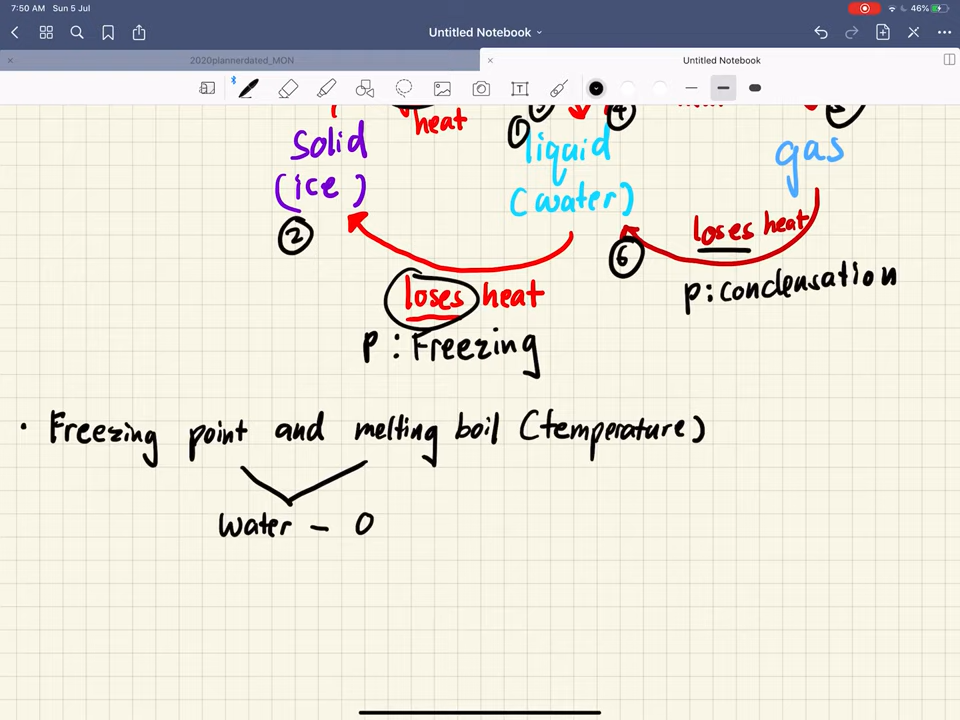 7:50 AM Sun 5 Jul
46%
Untitled Notebook
2020plannerdated_MON
Untitled Notebook
heat
① ④
solid
liquid
gas
(ice)
(water)
loses heat
②
⑥
p: condensation
loses heat
p: Freezing
• Freezing point and melting boil (temperature)
water - 0